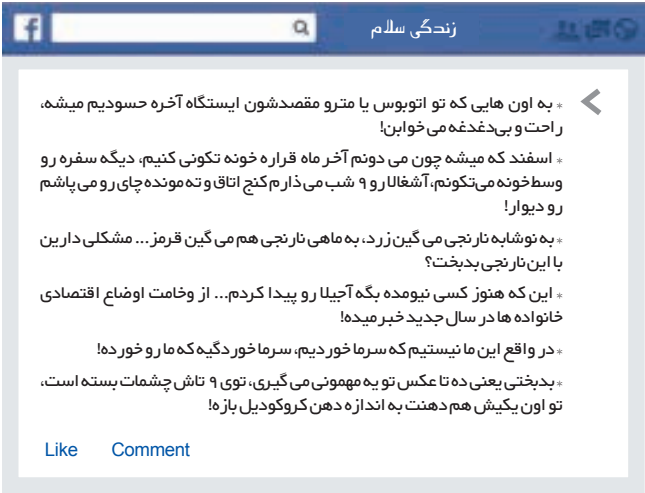 f
زندگی سلام
* به اون هایی که تو اتوبوس یا مترو مقصدشون ایستگاه آخره حسودیم میشه،
راحت و بی‌دغدغه می خوابن!
* اسفند که میشه چون می دونم آخر ماه قراره خونه تکونی کنیم، دیگه سفره رو
وسط خونه می‌تکونم، آشغالا رو ۹ شب می‌ذارم کنج اتاق و ته مونده چای رو می پاشم
رو دیوار!
* به نوشابه نارنجی می گین زرد، به ماهی نارنجی هم می گین قرمز... مشکلی دارین
با این نارنجی بدبخت؟
* این که هنوز کسی نیومده بگه آجیلا رو پیدا کردم... از وخامت اوضاع اقتصادی
خانواده ها در سال جدید خبر میده!
* در واقع این ما نیستیم که سرما خوردیم، سرما خوردگیه که ما رو خورده!
* بدبختی یعنی ده تا عکس تو یه مهمونی می گیری، توی ۹ تاش چشمات بسته است،
تو اون یکیش هم دهنت به اندازه دهن کروکودیل بازه!
Like Comment